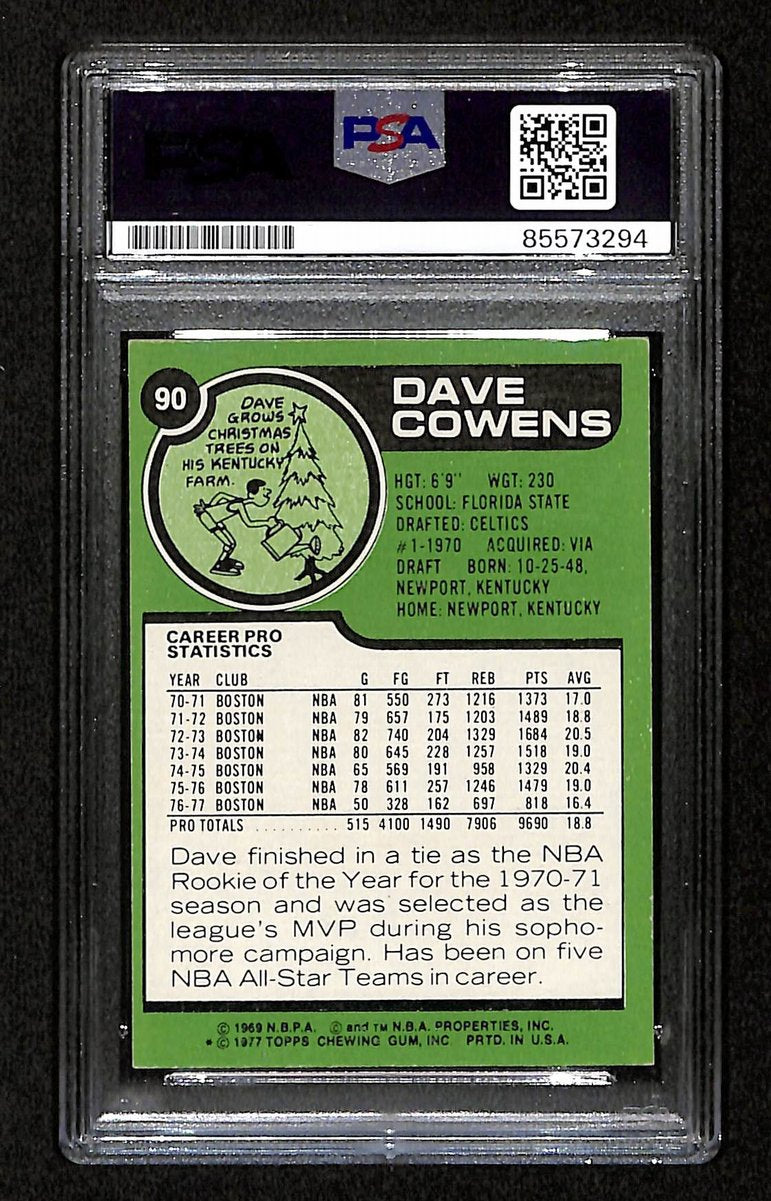 PSA
PSA
85573294
90
DAVE
GROWS
CHRISTMAS
TREES ON
HIS KENTUCKY
FARM.
DAVE
COWENS
HGT: 6'9'' WGT: 230
SCHOOL: FLORIDA STATE
DRAFTED: CELTICS
#1-1970 ACQUIRED: VIA
DRAFT BORN: 10-25-48,
NEWPORT, KENTUCKY
HOME: NEWPORT, KENTUCKY
CAREER PRO
STATISTICS
YEAR CLUB G FG FT REB PTS AVG
70-71 BOSTON NBA 81 550 273 1216 1373 17.0
71-72 BOSTON NBA 79 657 175 1203 1489 18.8
72-73 BOSTON NBA 82 740 204 1329 1684 20.5
73-74 BOSTON NBA 80 645 228 1257 1518 19.0
74-75 BOSTON NBA 65 569 191 958 1329 20.4
75-76 BOSTON NBA 78 611 257 1246 1479 19.0
76-77 BOSTON NBA 50 328 162 697 818 16.4
PRO TOTALS .......... 515 4100 1490 7906 9690 18.8
Dave finished in a tie as the NBA
Rookie of the Year for the 1970-71
season and was selected as the
league's MVP during his sopho-
more campaign. Has been on five
NBA All-Star Teams in career.
© 1969 N.B.P.A. © and TM N.B.A. PROPERTIES, INC.
* © 1977 TOPPS CHEWING GUM, INC PRTD. IN U.S.A.